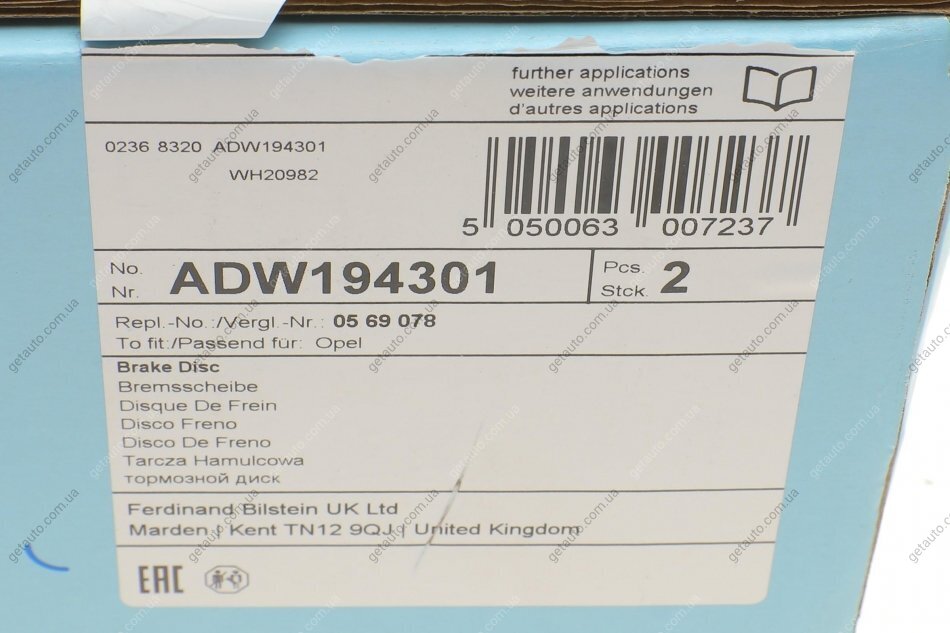 further applications
weitere anwendungen
d'autres applications
0236 8320 ADW194301
WH20982
5 050063 007237
No. ADW194301
Nr.
Pcs. 2
Stck.
Repl.-No.:/Vergl.-Nr.: 05 69 078
To fit:/Passend für: Opel
Brake Disc
Bremsscheibe
Disque De Frein
Disco Freno
Disco De Freno
Tarcza Hamulcowa
тормозной диск
Ferdinand Bilstein UK Ltd
Marden | Kent TN12 9QJ | United Kingdom
EAC
getauto.com.ua